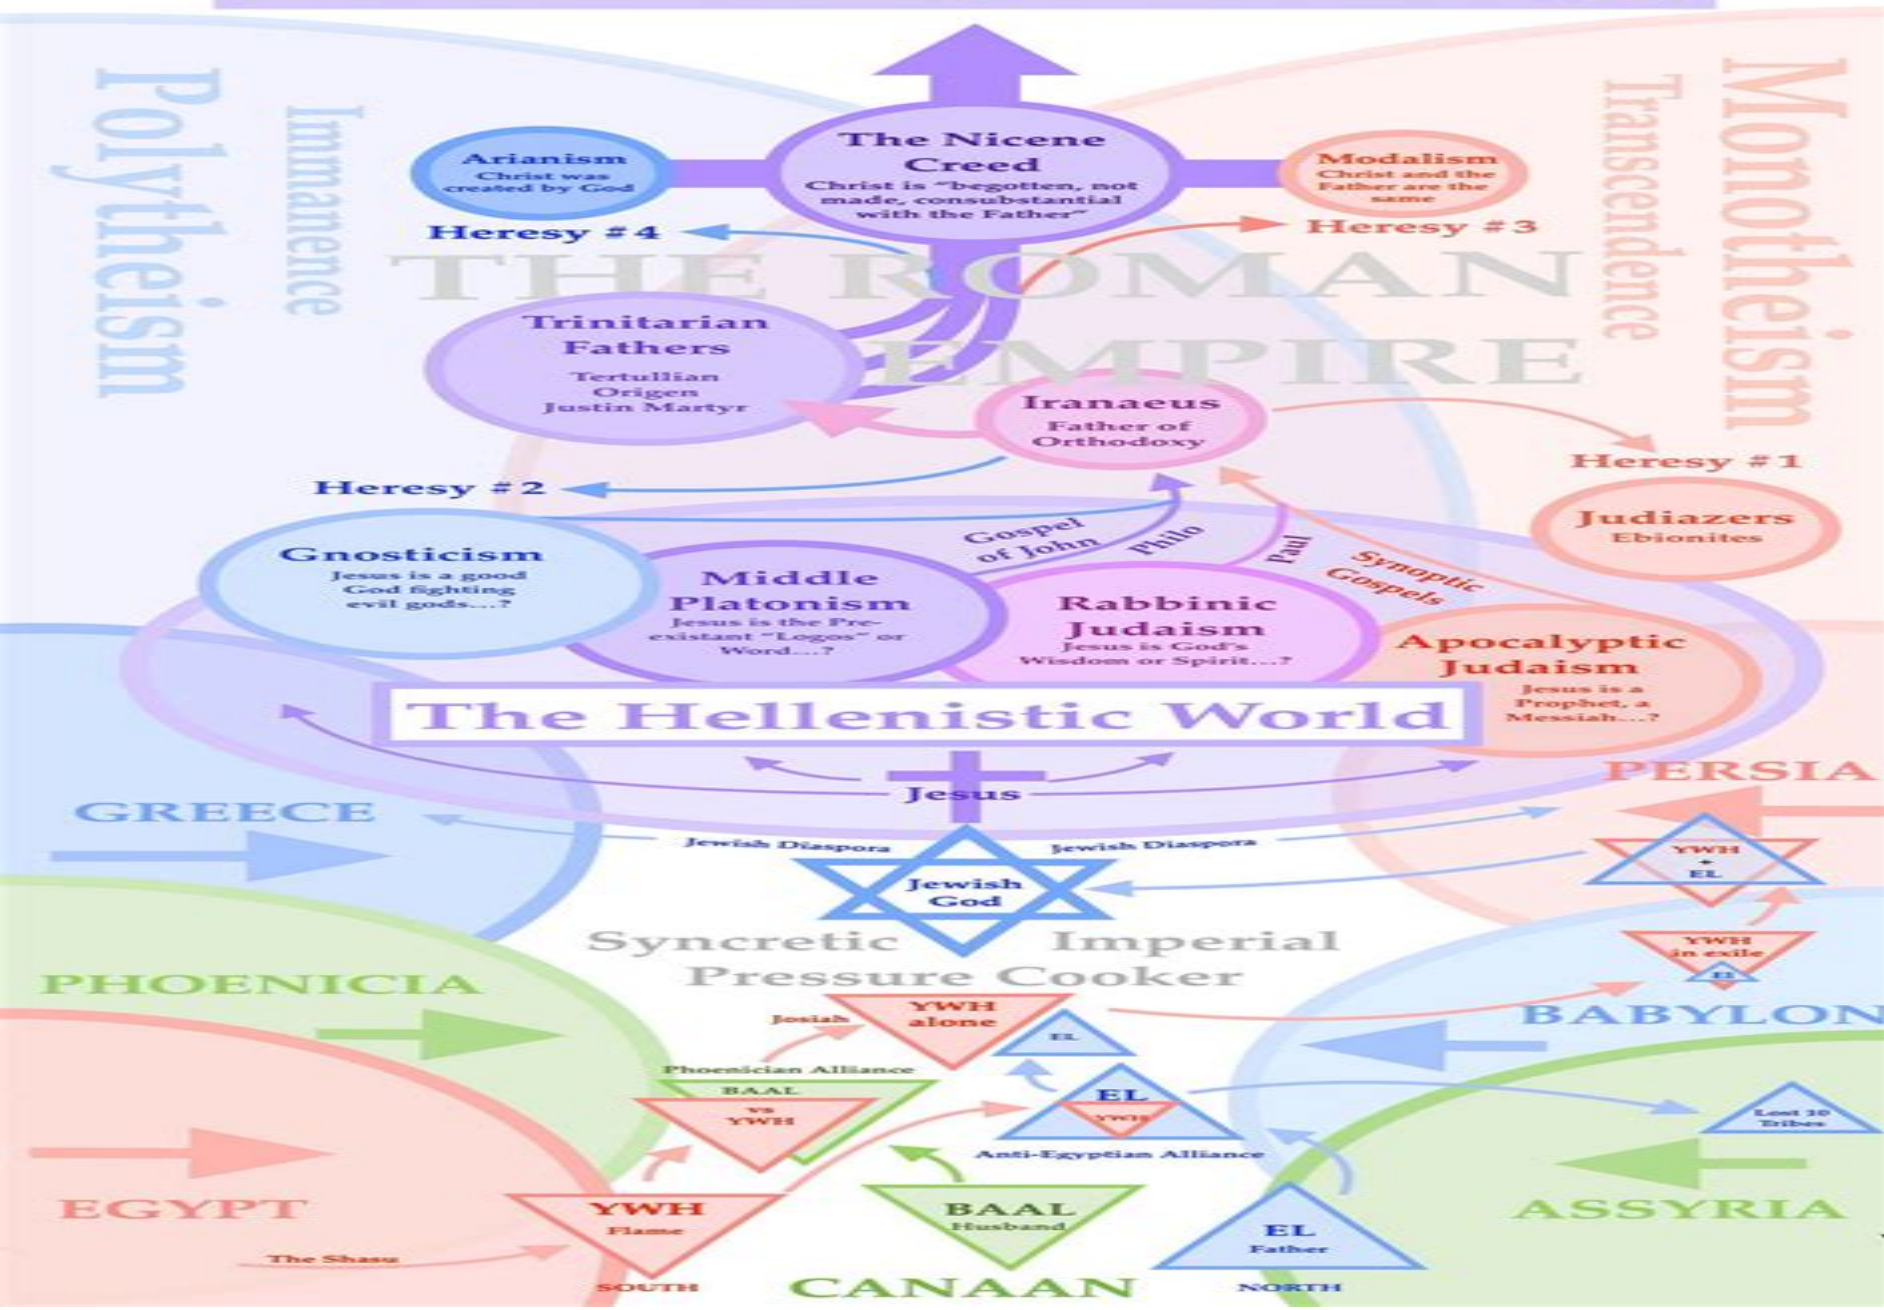 Polytheism
Immanence
Monotheism
Transcendence
The Nicene
Creed
Christ is "begotten, not
made, consubstantial
with the Father"
Arianism
Christ was
created by God
Heresy #4
Modalism
Christ and the
Father are the
same
Heresy #3
THE ROMAN
EMPIRE
Trinitarian
Fathers
Tertullian
Origen
Justin Martyr
Iranaeus
Father of
Orthodoxy
Heresy #1
Judiazers
Ebionites
Heresy #2
Gnosticism
Jesus is a good
God fighting
evil gods...?
Middle
Platonism
Jesus is the Pre-
existant "Logos" or
Word...?
Gospel
of John
Philo
Paul
Synoptic
Gospels
Rabbinic
Judaism
Jesus is God's
Wisdom or Spirit...?
Apocalyptic
Judaism
Jesus is a
Prophet, a
Messiah...?
The Hellenistic World
Jesus
GREECE
PERSIA
Jewish Diaspora
Jewish Diaspora
Jewish
God
YWH
+
EL
Syncretic Imperial
Pressure Cooker
YWH
in exile
El
PHOENICIA
BABYLON
Josiah
YWH
alone
EL
Phoenician Alliance
BAAL
vs
YWH
EL
YWH
Lost 10
Tribes
Anti-Egyptian Alliance
EGYPT
ASSYRIA
The Shasu
YWH
Flame
BAAL
Husband
EL
Father
SOUTH
CANAAN
NORTH